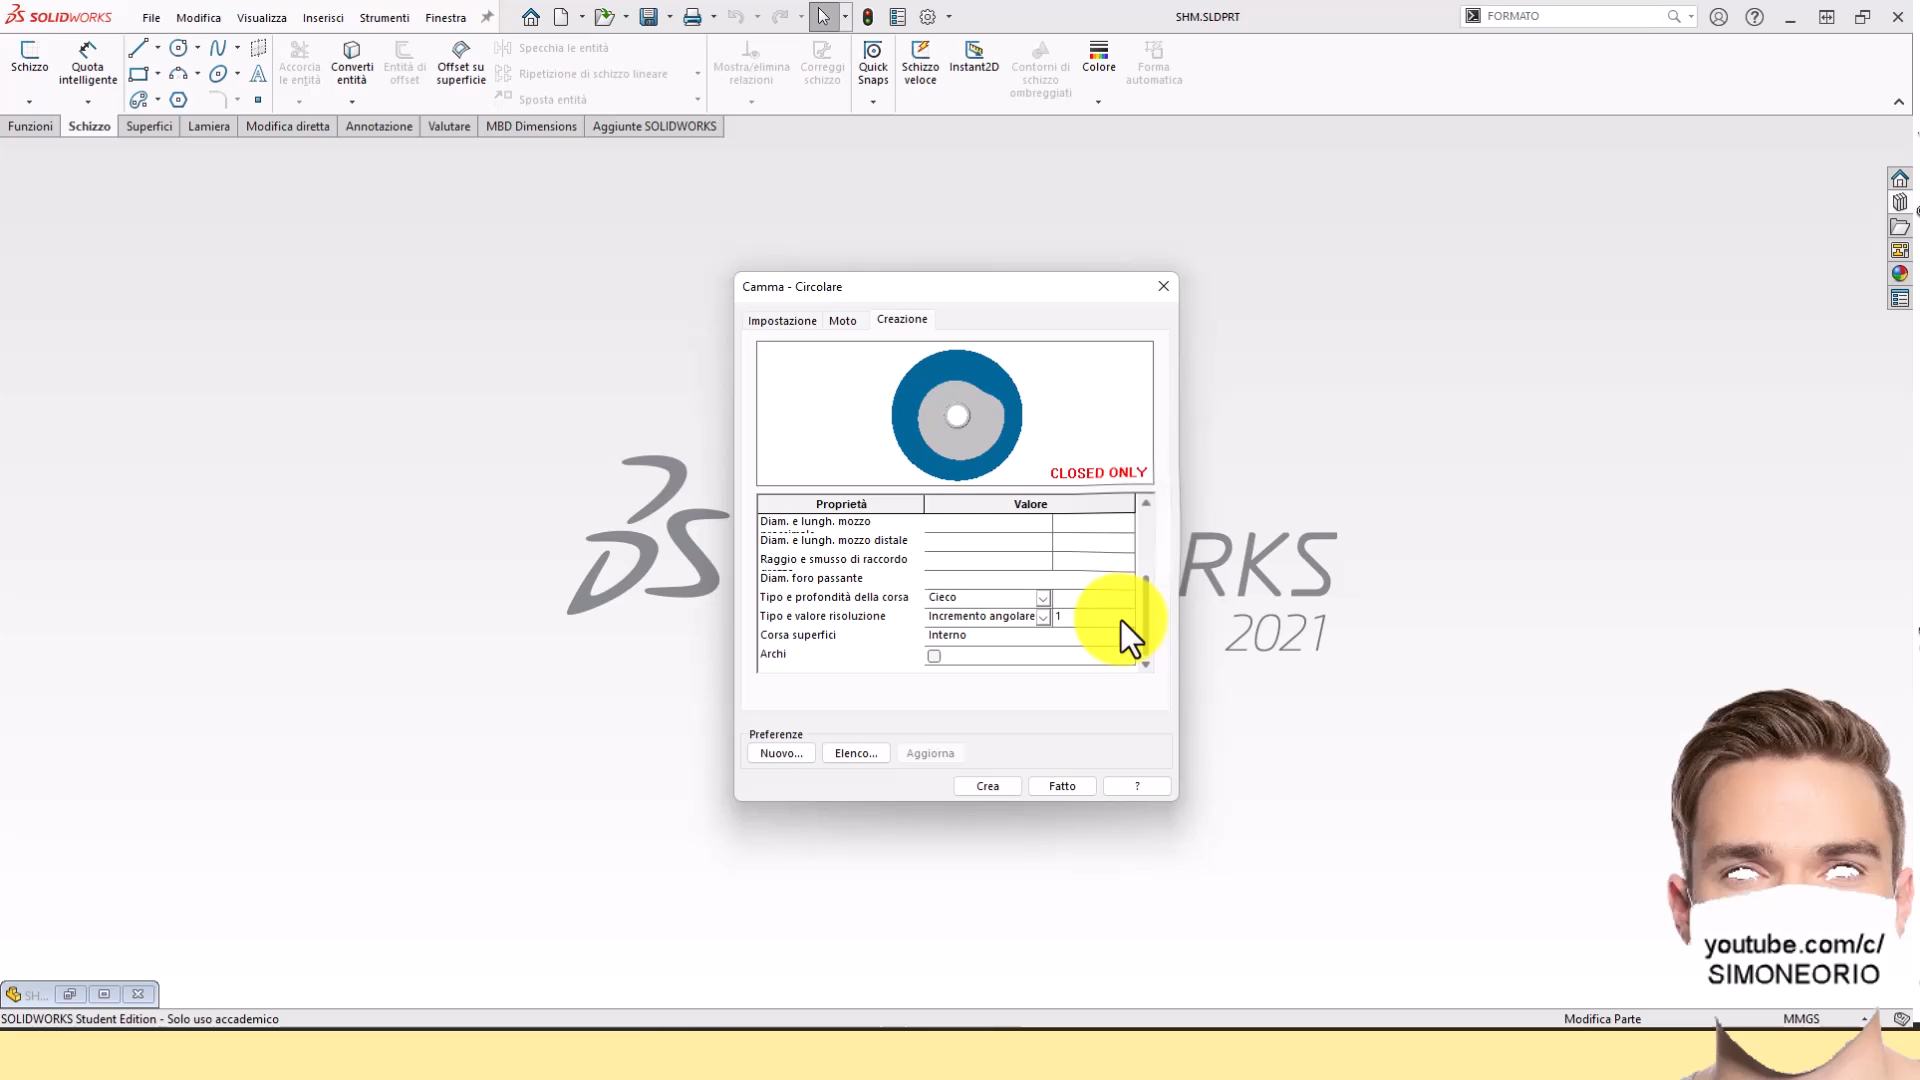 SOLIDWORKS File Modifica Visualizza Inserisci Strumenti Finestra SHM.SLDPRT FORMATO
Schizzo Quota intelligente
Accorcia le entità
Converti entità
Entità di offset
Offset su superficie
Specchia le entità
Ripetizione di schizzo lineare
Sposta entità
Mostra/elimina relazioni
Correggi schizzo
Quick Snaps
Schizzo veloce
Instant2D
Contorni di schizzo ombreggiati
Colore
Forma automatica
Funzioni Schizzo Superfici Lamiera Modifica diretta Annotazione Valutare MBD Dimensions Aggiunte SOLIDWORKS
Camma - Circolare
Impostazione Moto Creazione
CLOSED ONLY
Proprietà Valore
Diam. e lungh. mozzo
Diam. e lungh. mozzo distale
Raggio e smusso di raccordo
Diam. foro passante
Tipo e profondità della corsa Cieco
Tipo e valore risoluzione Incremento angolare 1
Corsa superfici Interno
Archi
RKS
2021
Preferenze
Nuovo... Elenco... Aggiorna
Crea Fatto ?
youtube.com/c/
SIMONEORIO
SH...
SOLIDWORKS Student Edition - Solo uso accademico Modifica Parte MMGS